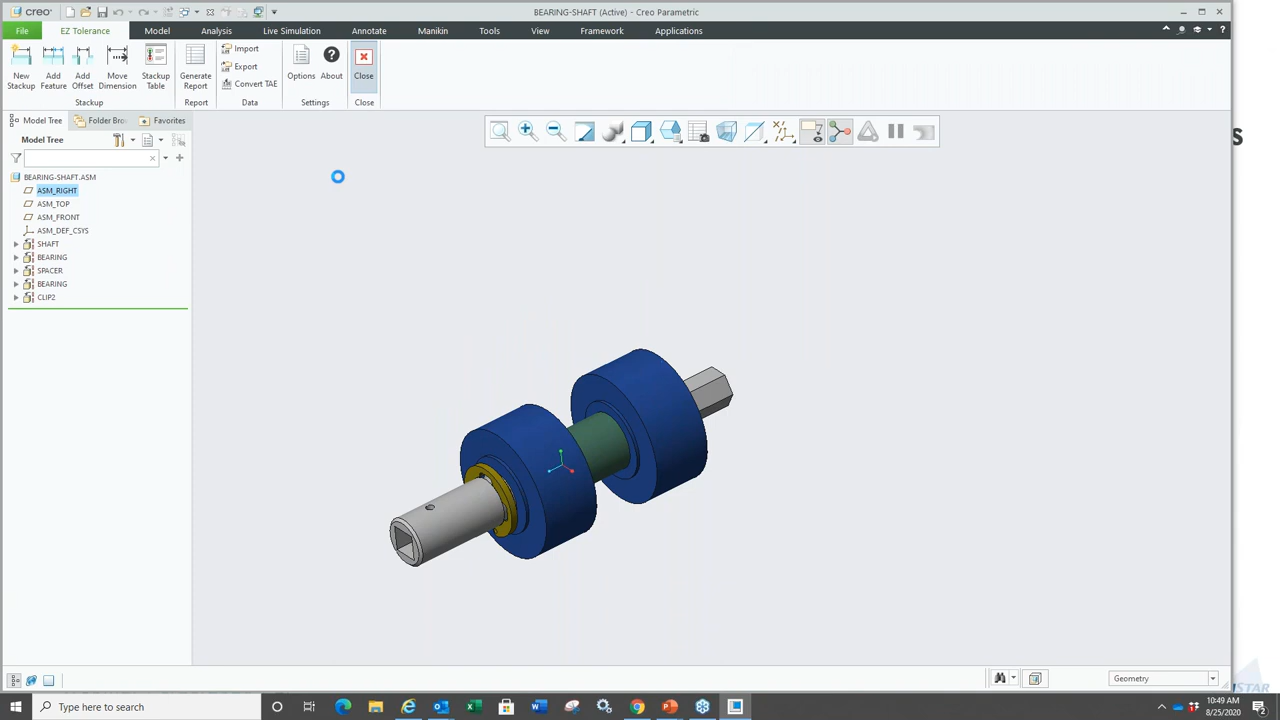 creo
BEARING-SHAFT (Active) - Creo Parametric
File EZ Tolerance Model Analysis Live Simulation Annotate Manikin Tools View Framework Applications
New Stackup
Add Feature
Add Offset
Move Dimension
Stackup Table
Generate Report
Import
Export
Convert TAE
Options
About
Close
Stackup Report Data Settings Close
Model Tree Folder Bro Favorites
Model Tree
BEARING-SHAFT.ASM
ASM_RIGHT
ASM_TOP
ASM_FRONT
ASM_DEF_CSYS
SHAFT
BEARING
SPACER
BEARING
CLIP2
s
Geometry
Type here to search
10:49 AM
8/25/2020
2